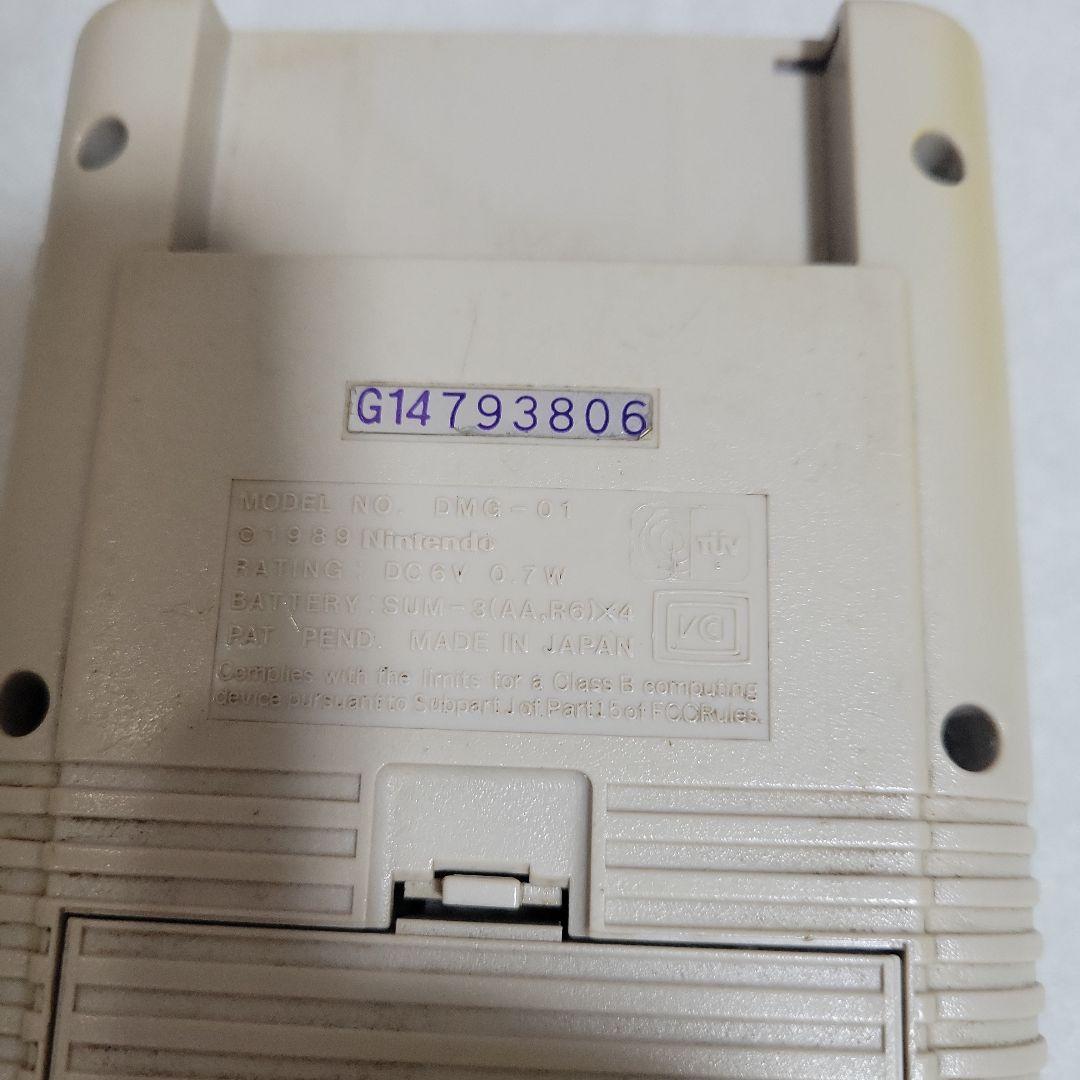 G14793806
MODEL NO. DMG-01
© 1989 Nintendo
RATING : DC6V 0.7W
BATTERY : SUM-3(AA,R6)×4
PAT. PEND. MADE IN JAPAN
TÜV
Complies with the limits for a Class B computing
device pursuant to Subpart J of Part 15 of FCC Rules.